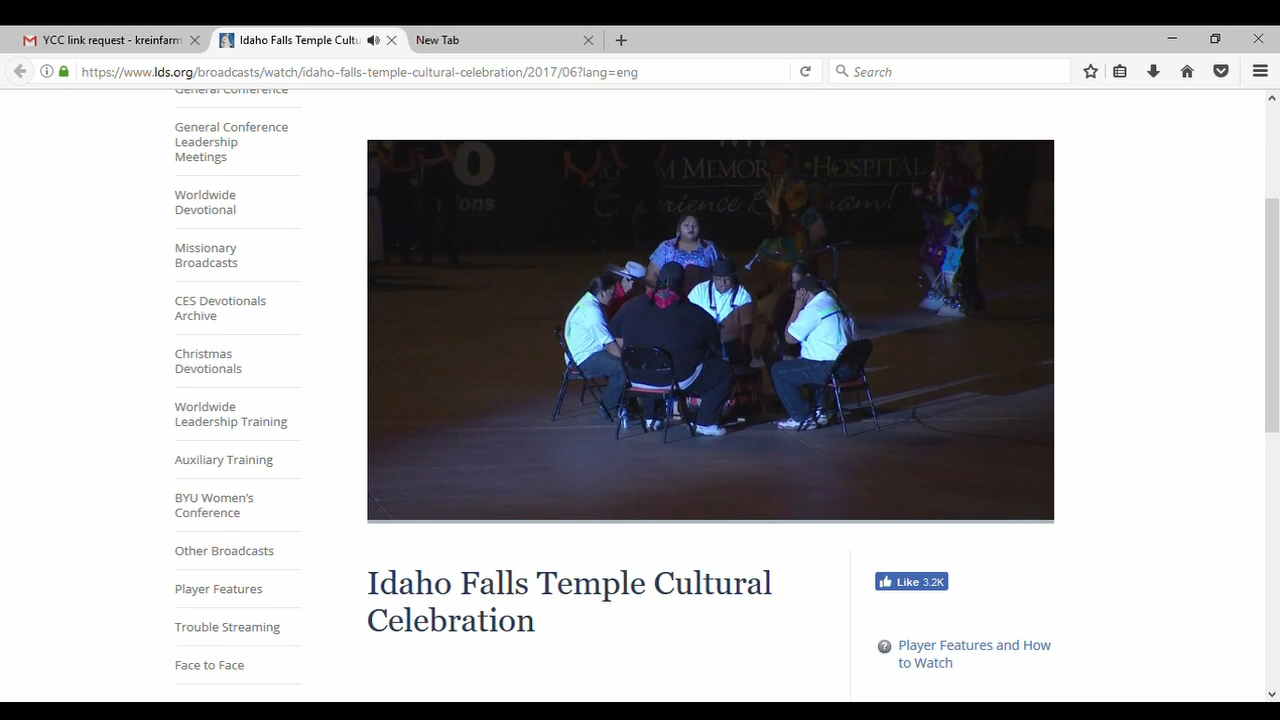 YCC link request - kreinfarm
Idaho Falls Temple Cultu
New Tab
https://www.lds.org/broadcasts/watch/idaho-falls-temple-cultural-celebration/2017/06?lang=eng
Search
General Conference
General Conference
Leadership
Meetings
Worldwide
Devotional
Missionary
Broadcasts
CES Devotionals
Archive
Christmas
Devotionals
Worldwide
Leadership Training
Auxiliary Training
BYU Women's
Conference
Other Broadcasts
Player Features
Trouble Streaming
Face to Face
M MEMOR HOSPITAL
ions
Idaho Falls Temple Cultural
Celebration
Like 3.2K
Player Features and How
to Watch